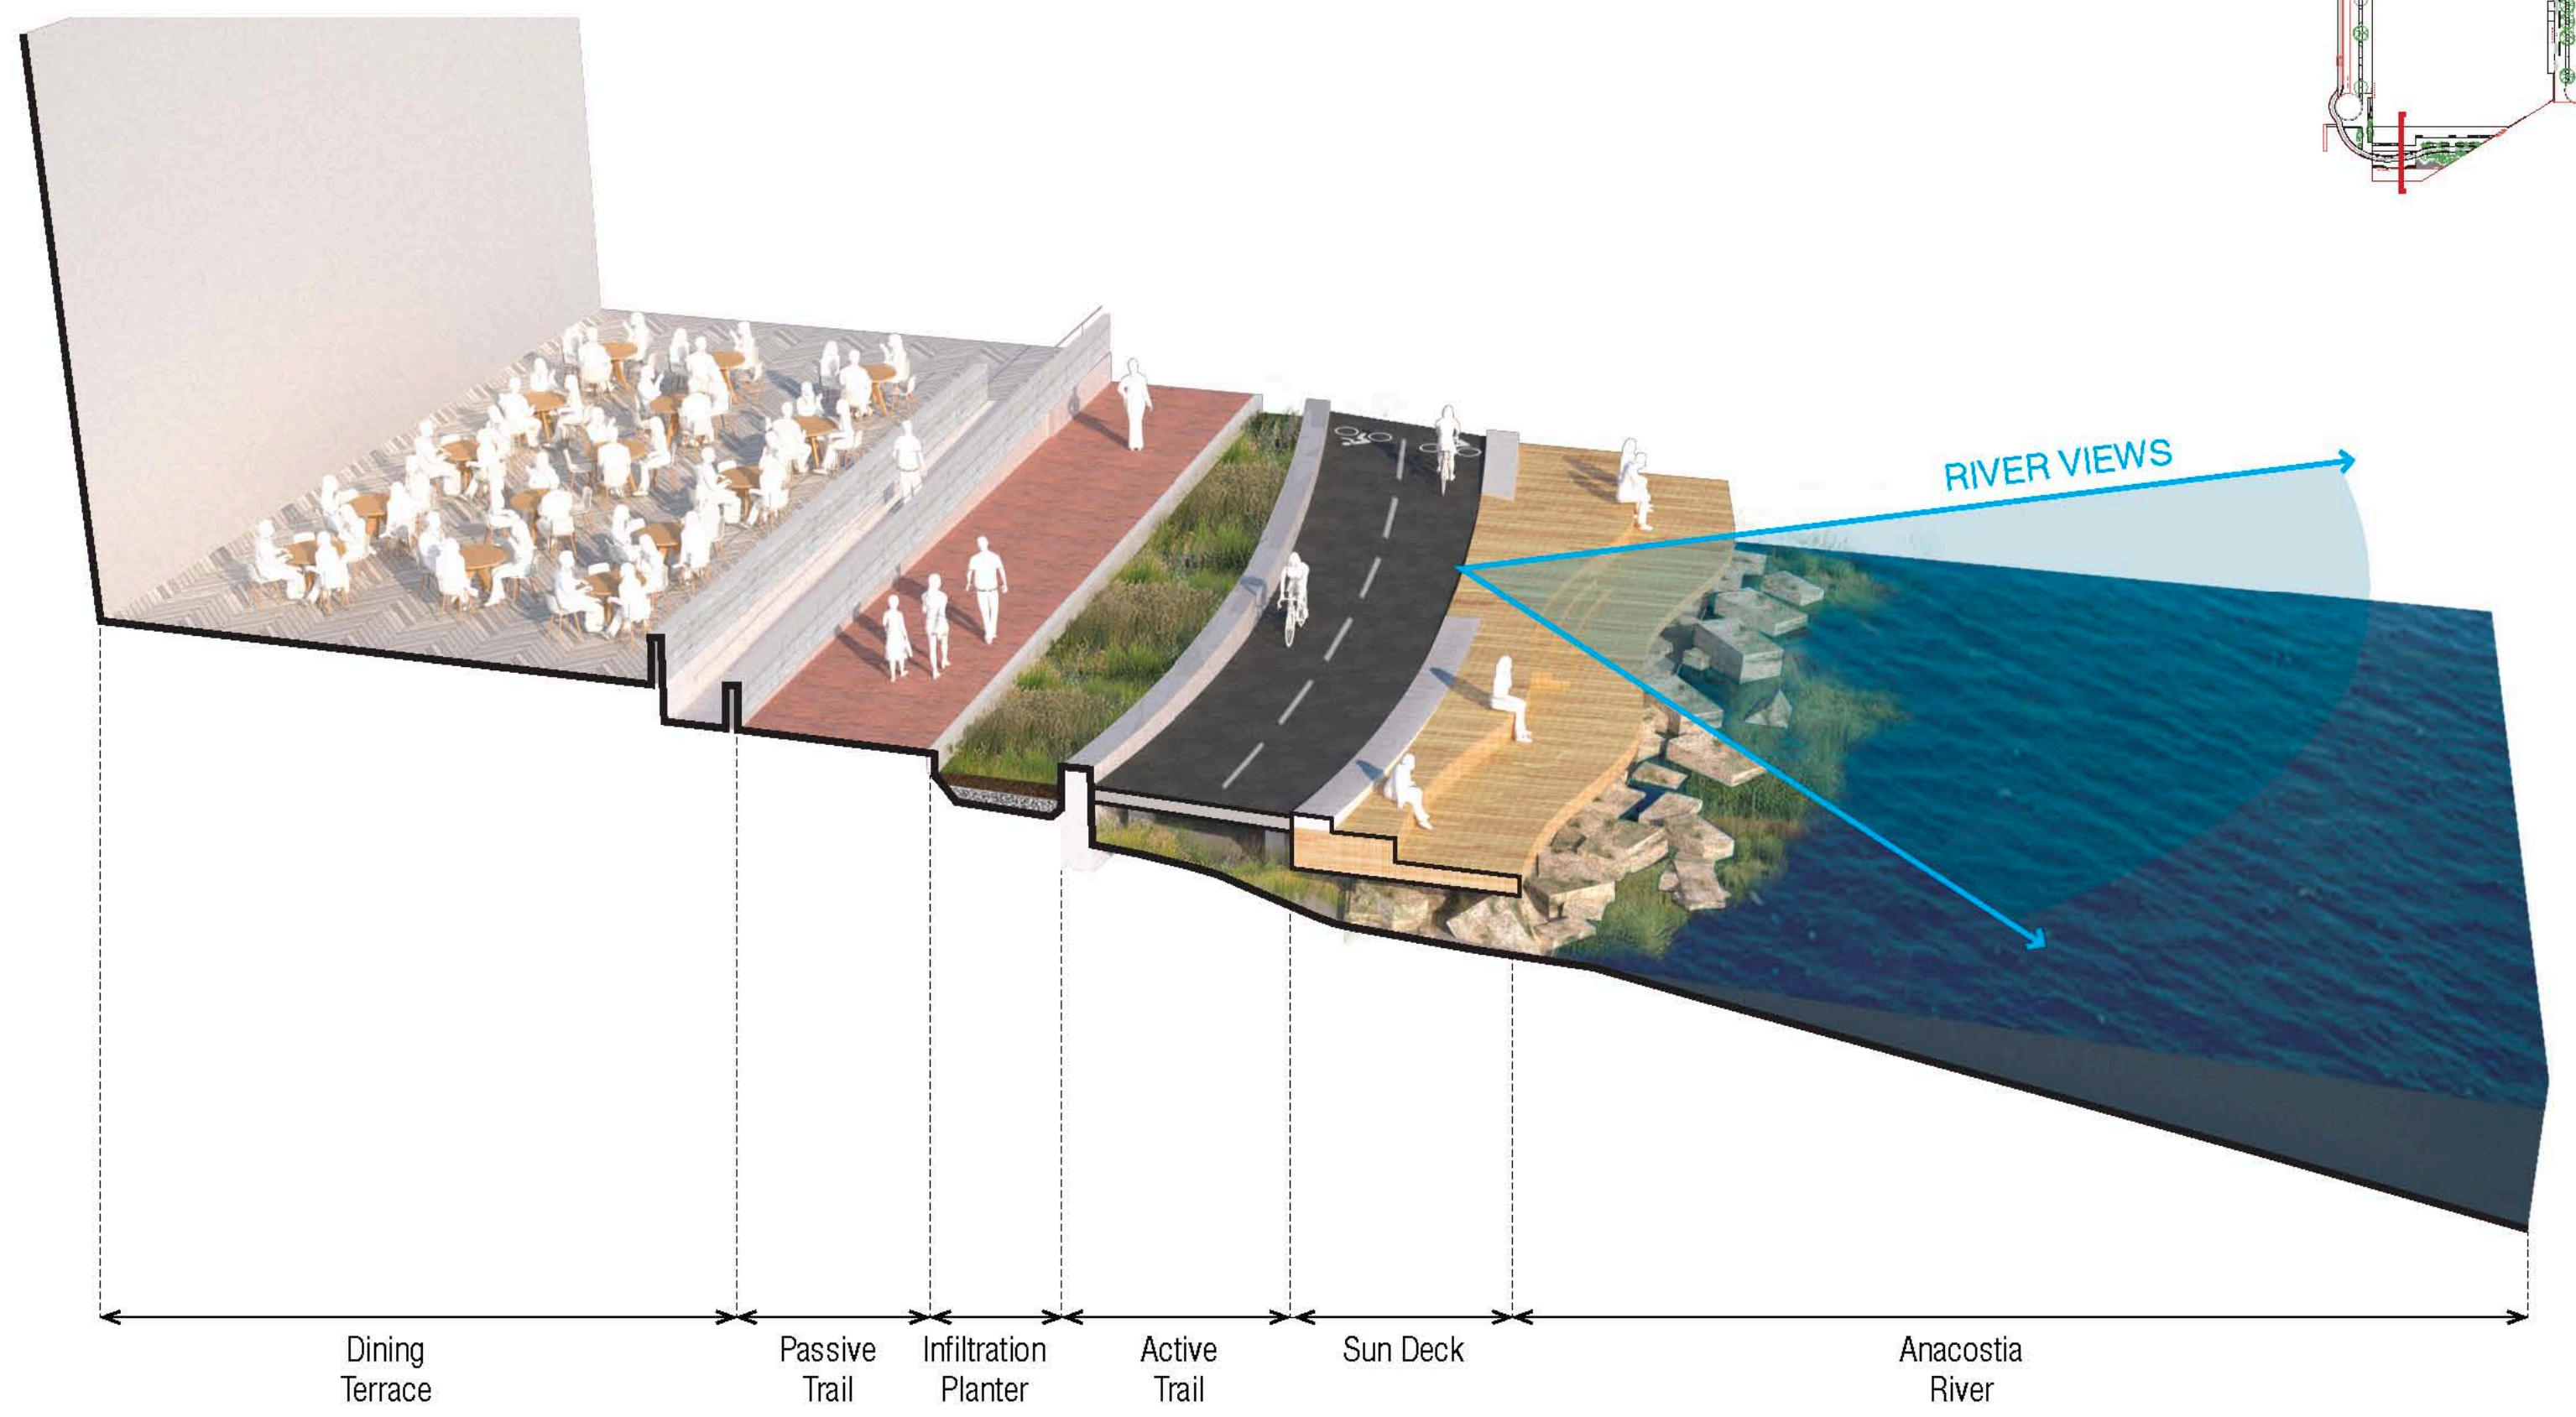 RIVER VIEWS
Dining
Terrace
Passive
Trail
Infiltration
Planter
Active
Trail
Sun Deck
Anacostia
River